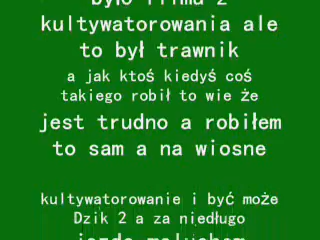 kultywatorowania ale
to był trawnik
a jak ktoś kiedyś coś
takiego robił to wie że
jest trudno a robiłem
to sam a na wiosne
kultywatorowanie i być może
Dzik 2 a za niedługo